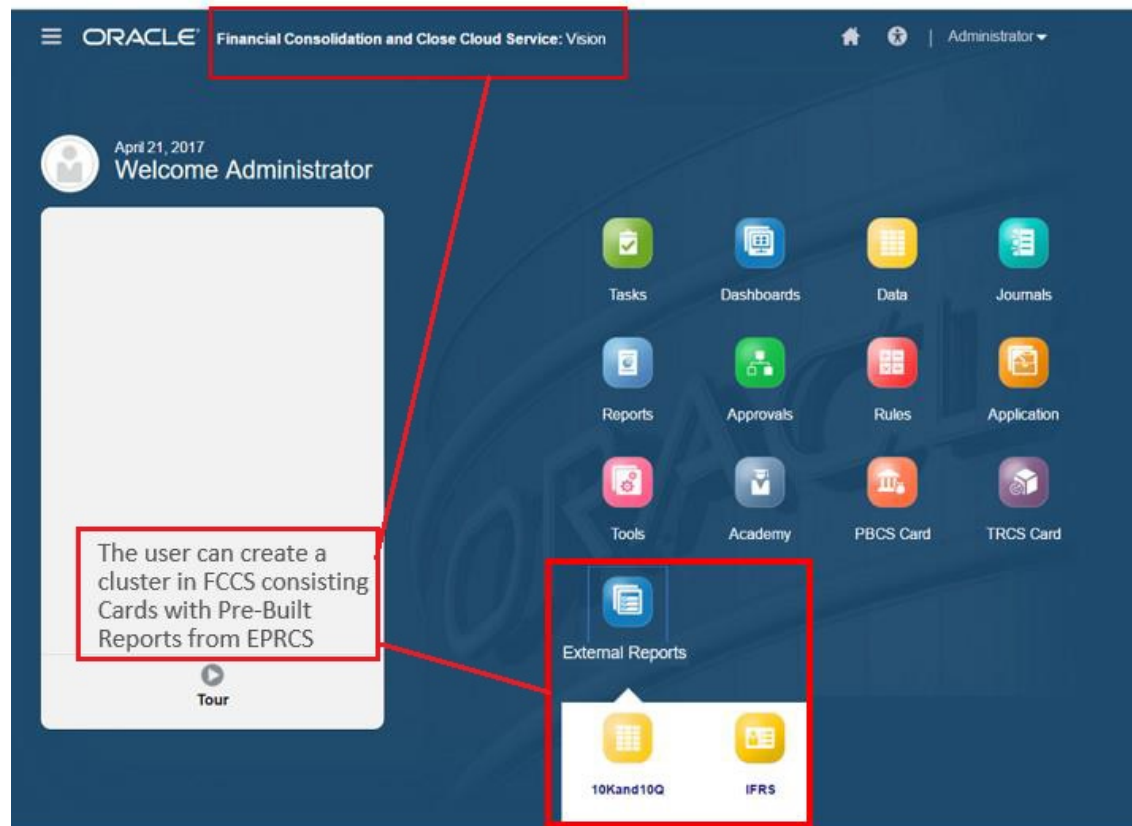 ORACLE Financial Consolidation and Close Cloud Service: Vision
Administrator
April 21, 2017
Welcome Administrator
Tasks
Dashboards
Data
Journals
Reports
Approvals
Rules
Application
Tools
Academy
PBCS Card
TRCS Card
The user can create a
cluster in FCCS consisting
Cards with Pre-Built
Reports from EPRCS
External Reports
Tour
10Kand10Q
IFRS
ORACLE